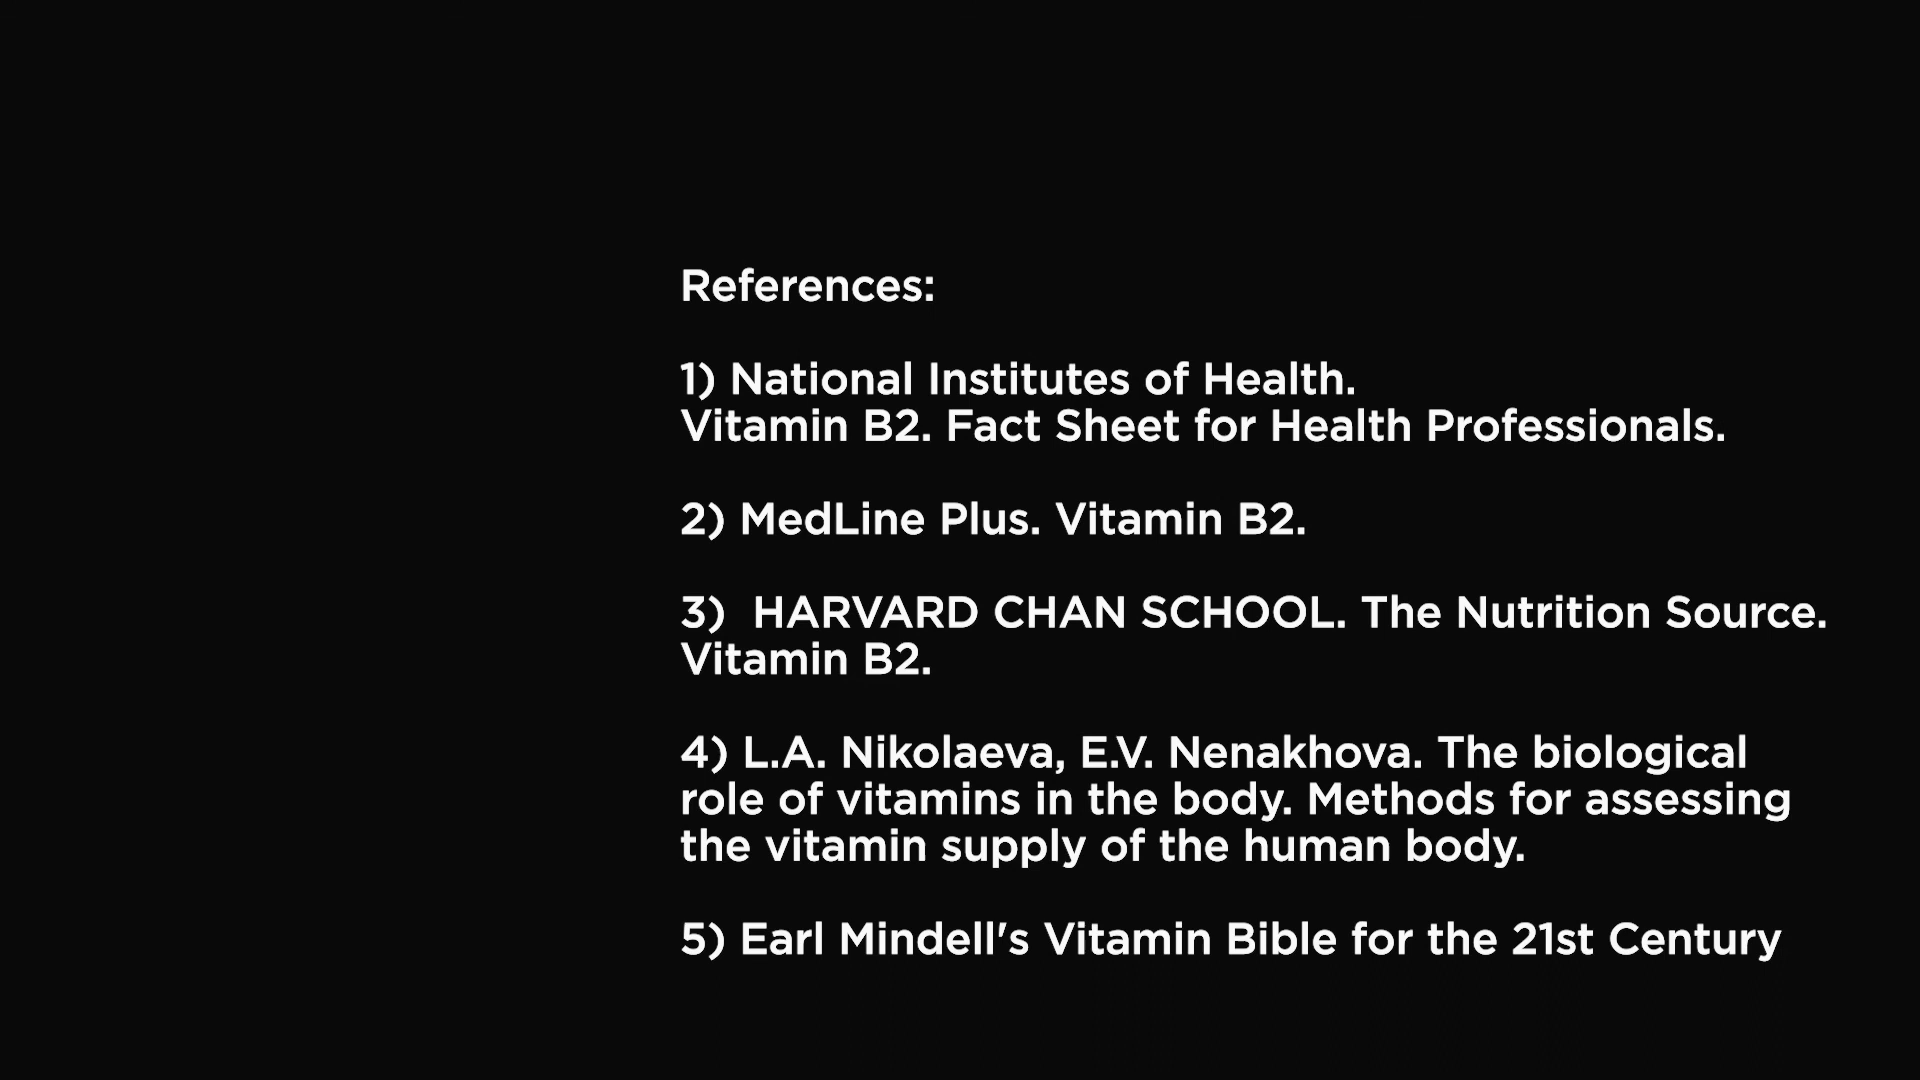 References:
1) National Institutes of Health.
Vitamin B2. Fact Sheet for Health Professionals.
2) MedLine Plus. Vitamin B2.
3)  HARVARD CHAN SCHOOL. The Nutrition Source.
Vitamin B2.
4) L.A. Nikolaeva, E.V. Nenakhova. The biological
role of vitamins in the body. Methods for assessing
the vitamin supply of the human body.
5) Earl Mindell's Vitamin Bible for the 21st Century